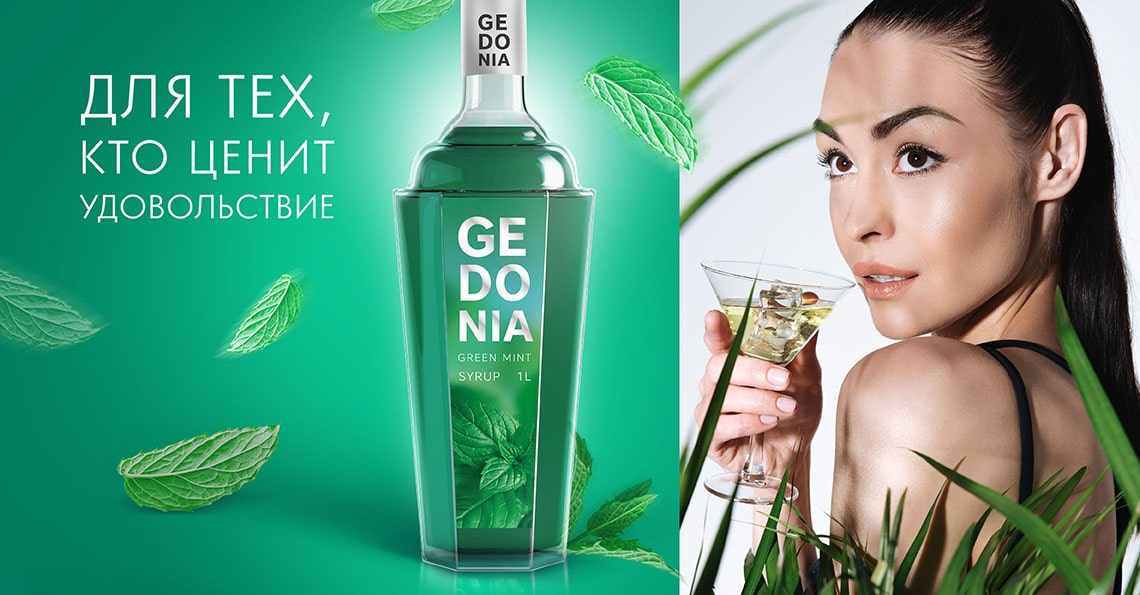 ДЛЯ ТЕХ,
КТО ЦЕНИТ
УДОВОЛЬСТВИЕ
GE
DO
NIA
GE
DO
NIA
GREEN MINT
SYRUP 1L